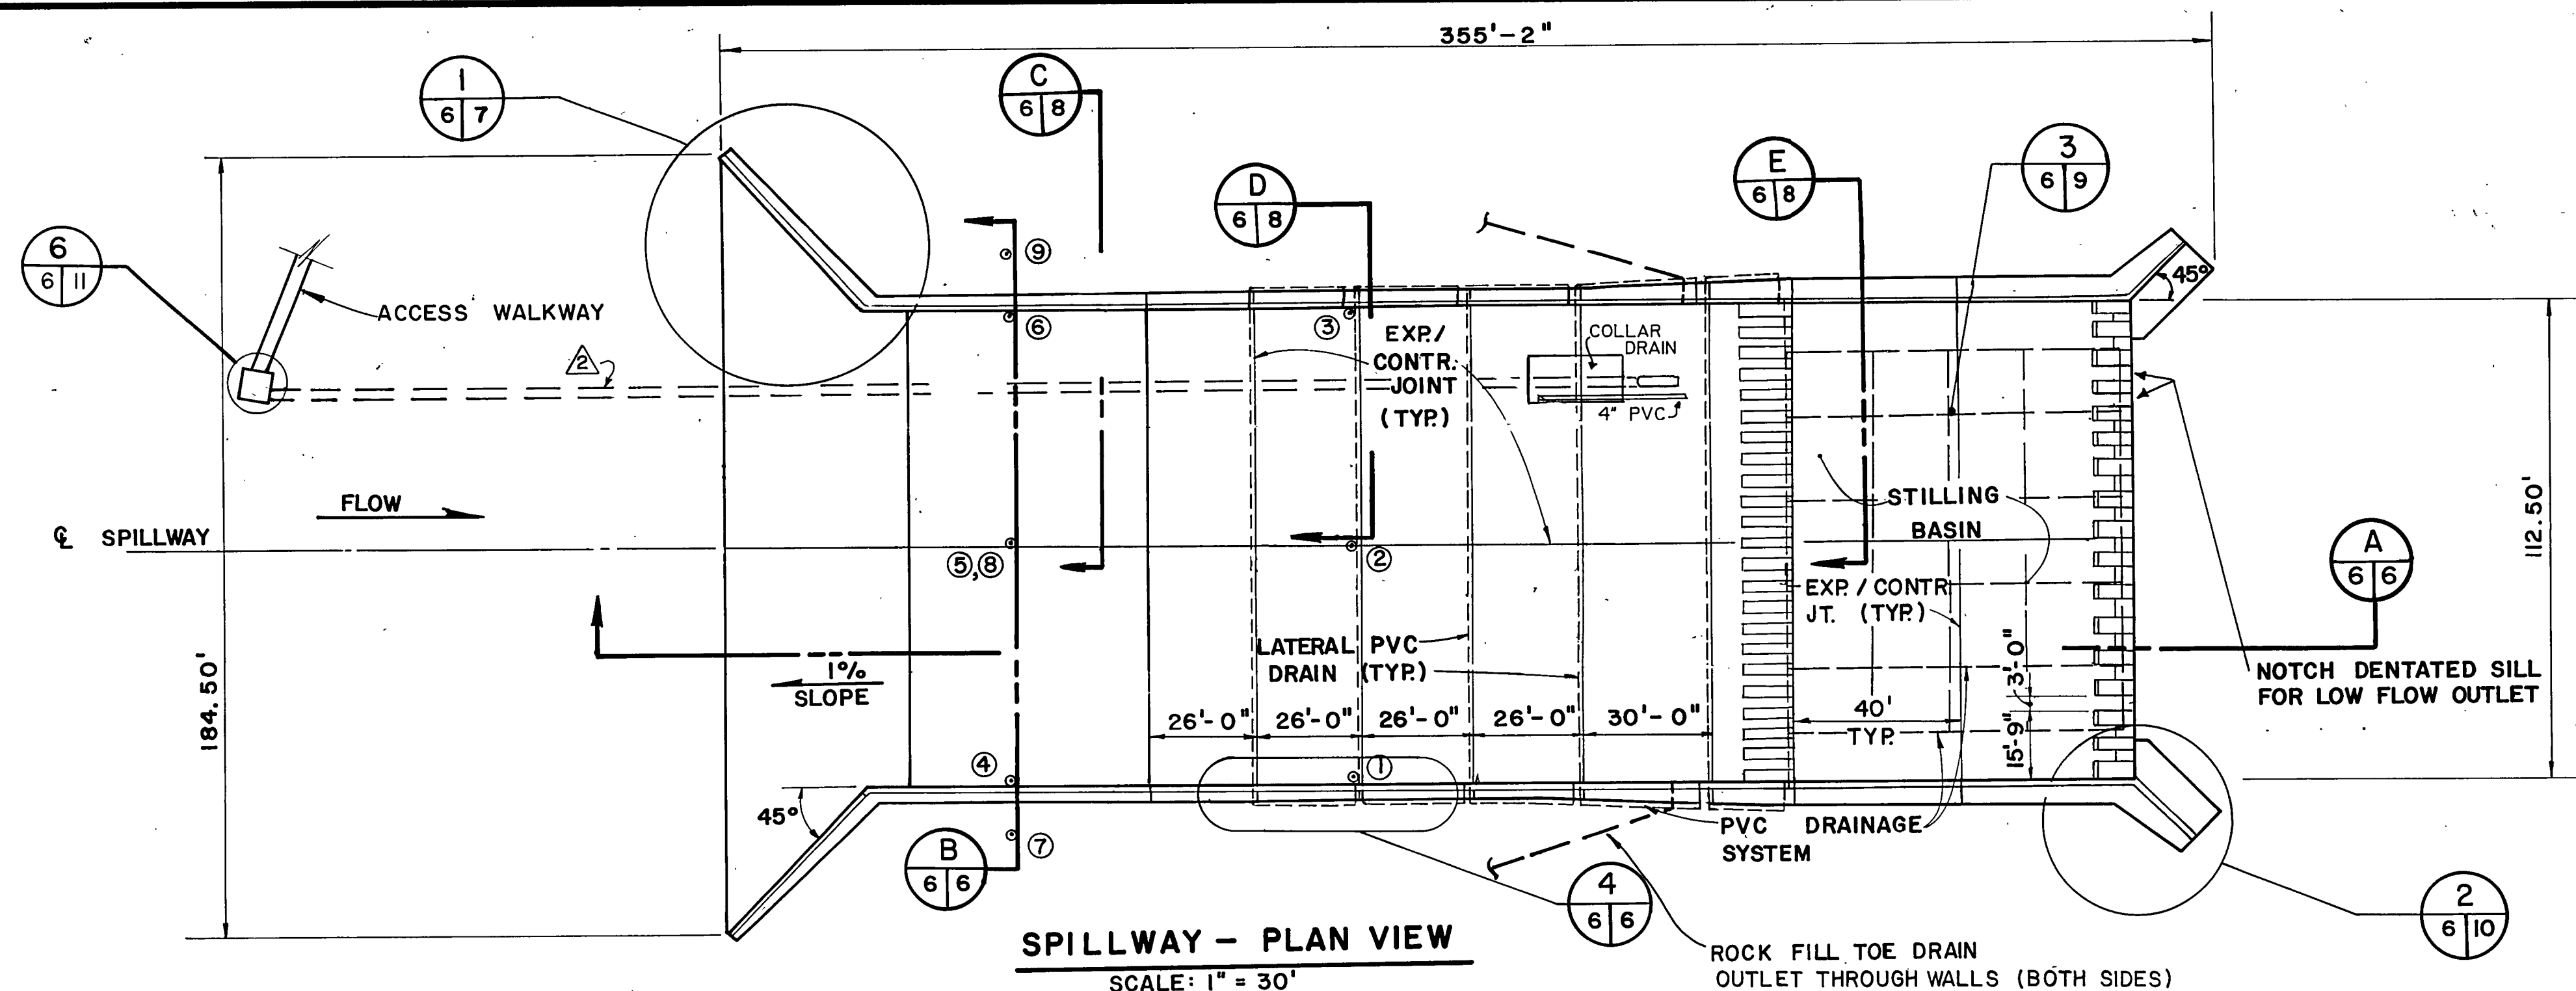 355'-2"
1
6 7
C
6 8
D
6 8
E
6 8
3
6 9
6
6 11
ACCESS WALKWAY
2
9
6
3
EXP./
CONTR.
JOINT
(TYP.)
COLLAR
DRAIN
4" PVC
45°
FLOW
℄ SPILLWAY
5,8
2
STILLING
BASIN
EXP. / CONTR.
JT. (TYP.)
A
6 6
112.50'
184.50'
1%
SLOPE
LATERAL PVC
DRAIN (TYP.)
26'-0" 26'-0" 26'-0" 26'-0" 30'-0"
40'
TYP.
3'-0"
15'-9"
NOTCH DENTATED SILL
FOR LOW FLOW OUTLET
4
1
45°
7
B
6 6
PVC DRAINAGE
SYSTEM
4
6 6
2
6 10
SPILLWAY - PLAN VIEW
SCALE: 1" = 30'
ROCK FILL TOE DRAIN
OUTLET THROUGH WALLS (BOTH SIDES)